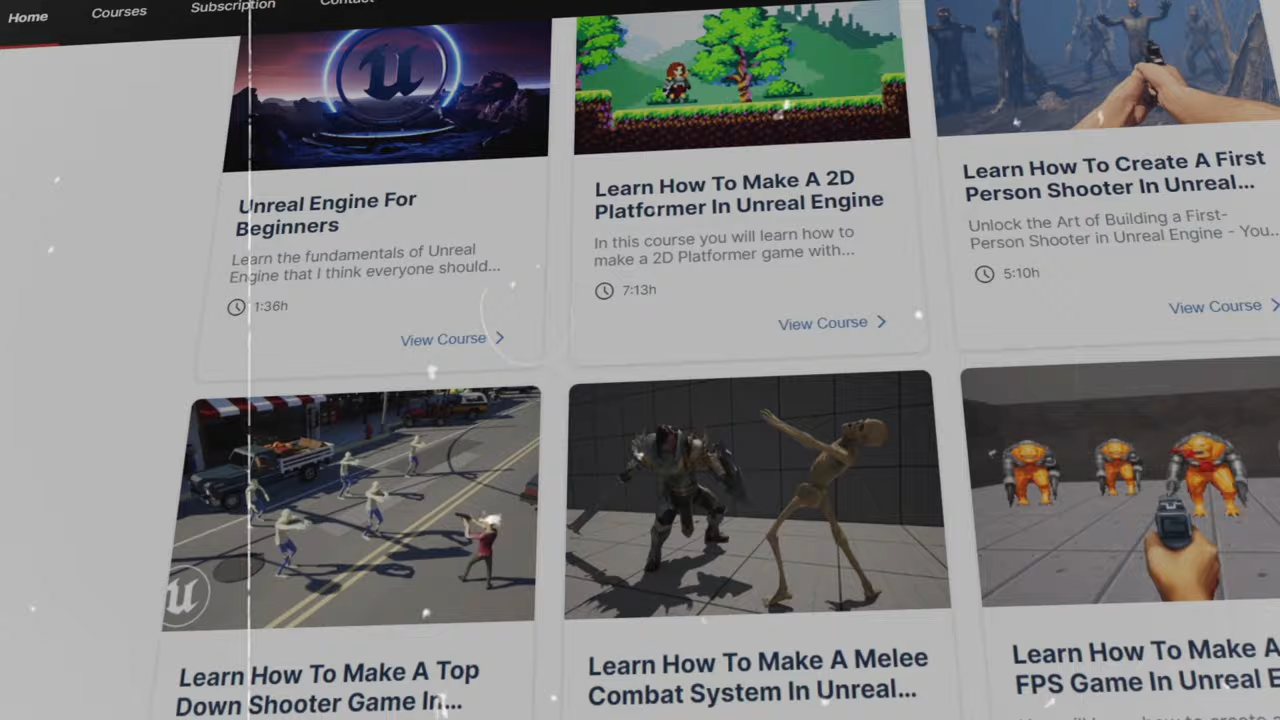 Home
Courses
Subscription
Contact
Unreal Engine For
Beginners
Learn the fundamentals of Unreal
Engine that I think everyone should...
1:36h
View Course
Learn How To Make A 2D
Platformer In Unreal Engine
In this course you will learn how to
make a 2D Platformer game with...
7:13h
View Course
Learn How To Create A First
Person Shooter In Unreal...
Unlock the Art of Building a First-
Person Shooter in Unreal Engine - You...
5:10h
View Course
Learn How To Make A Top
Down Shooter Game In...
Learn How To Make A Melee
Combat System In Unreal...
Learn How To Make A
FPS Game In Unreal E